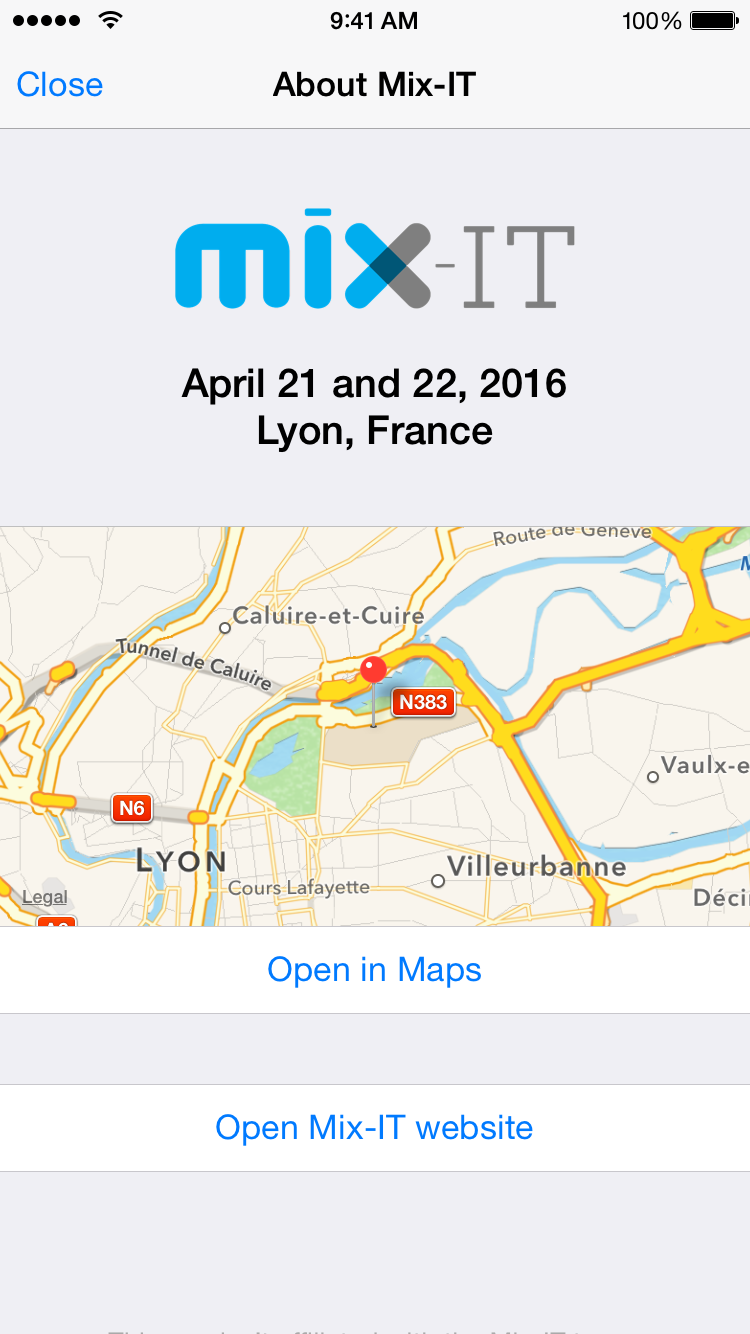 9:41 AM 100%
Close About Mix-IT
mix-IT
April 21 and 22, 2016
Lyon, France
Route de Genève
Caluire-et-Cuire
Tunnel de Caluire
N383
Vaulx-e
N6
LYON
Villeurbanne
Cours Lafayette
Legal
Déci
Open in Maps
Open Mix-IT website